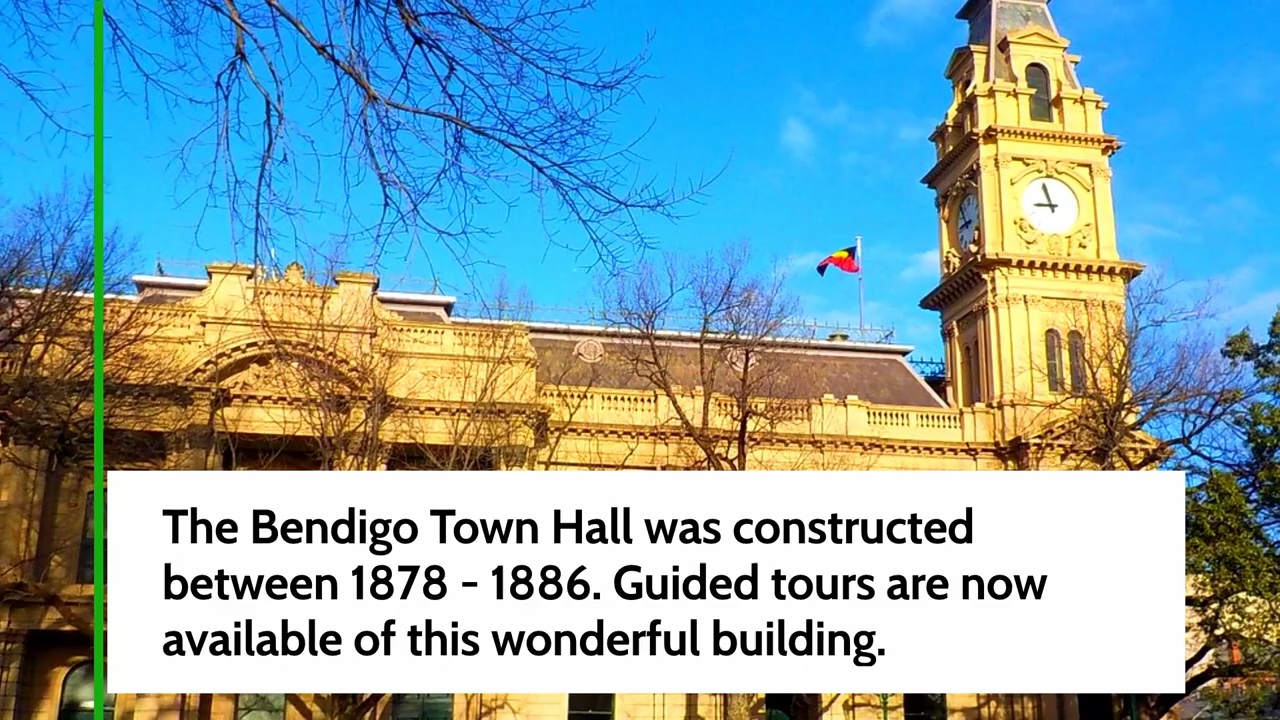 The Bendigo Town Hall was constructed
between 1878 - 1886. Guided tours are now
available of this wonderful building.